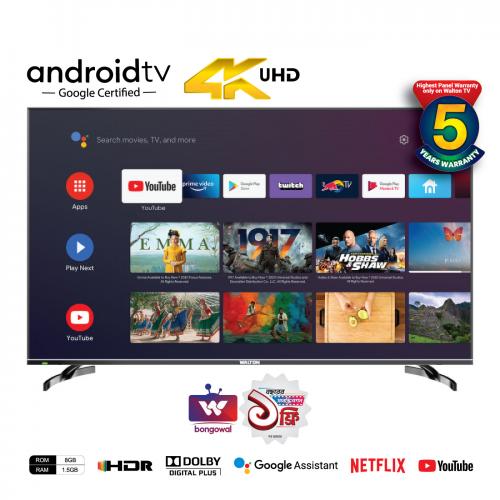 androidtv
Google Certified
4K UHD
Highest Panel Warranty
only on Walton TV
5
YEARS WARRANTY
Search movies, TV, and more
Apps
YouTube
prime video
Google Play
twitch
TV
Google Play
YouTube
Play Next
EMMA.
1917
HOBBS
& SHAW
YouTube
WALTON
bongowal
বছরের
১
ফ্রি
ROM 8GB
RAM 1.5GB
HDR
DOLBY
DIGITAL PLUS
Google Assistant
NETFLIX
YouTube